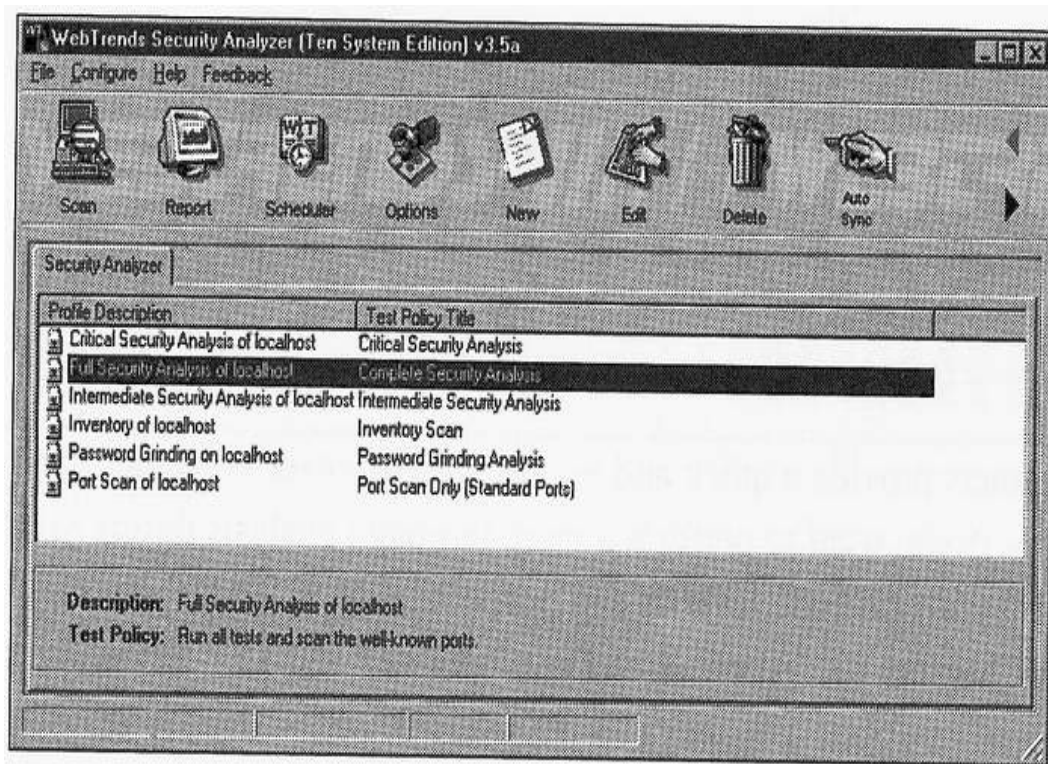 WebTrends Security Analyzer (Ten System Edition) v3.5a
File Configure Help Feedback
Scan Report Scheduler Options New Edit Delete Auto Sync
Security Analyzer
Profile Description Test Policy Title
Critical Security Analysis of localhost Critical Security Analysis
Full Security Analysis of localhost Complete Security Analysis
Intermediate Security Analysis of localhost Intermediate Security Analysis
Inventory of localhost Inventory Scan
Password Grinding on localhost Password Grinding Analysis
Port Scan of localhost Port Scan Only (Standard Ports)
Description: Full Security Analysis of localhost
Test Policy: Run all tests and scan the well-known ports.